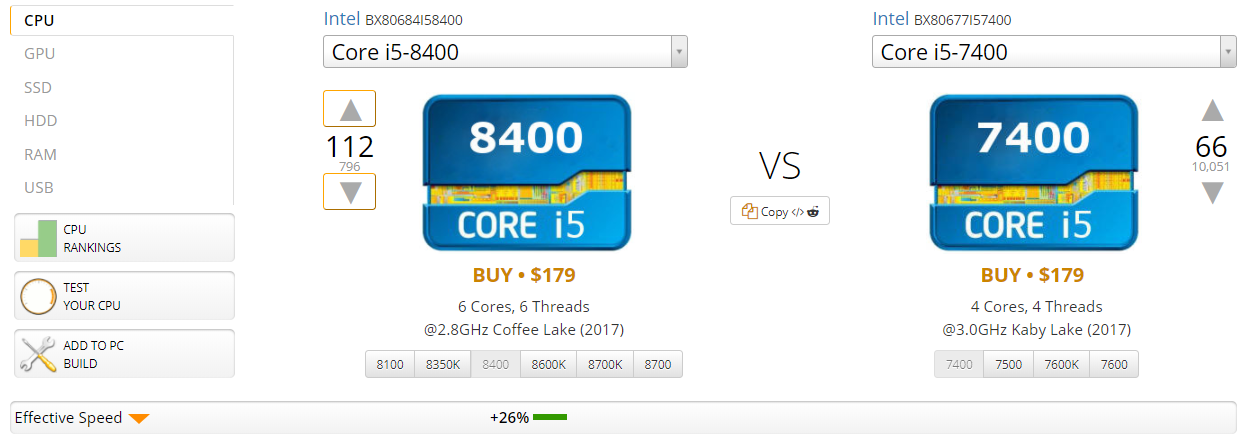 CPU
GPU
SSD
HDD
RAM
USB
CPU
RANKINGS
TEST
YOUR CPU
ADD TO PC
BUILD
Intel BX80684I58400
Core i5-8400
112
796
8400
CORE i5
BUY • $179
6 Cores, 6 Threads
@2.8GHz Coffee Lake (2017)
8100 8350K 8400 8600K 8700K 8700
VS
Copy </>
Intel BX80677I57400
Core i5-7400
66
10,051
7400
CORE i5
BUY • $179
4 Cores, 4 Threads
@3.0GHz Kaby Lake (2017)
7400 7500 7600K 7600
Effective Speed +26%